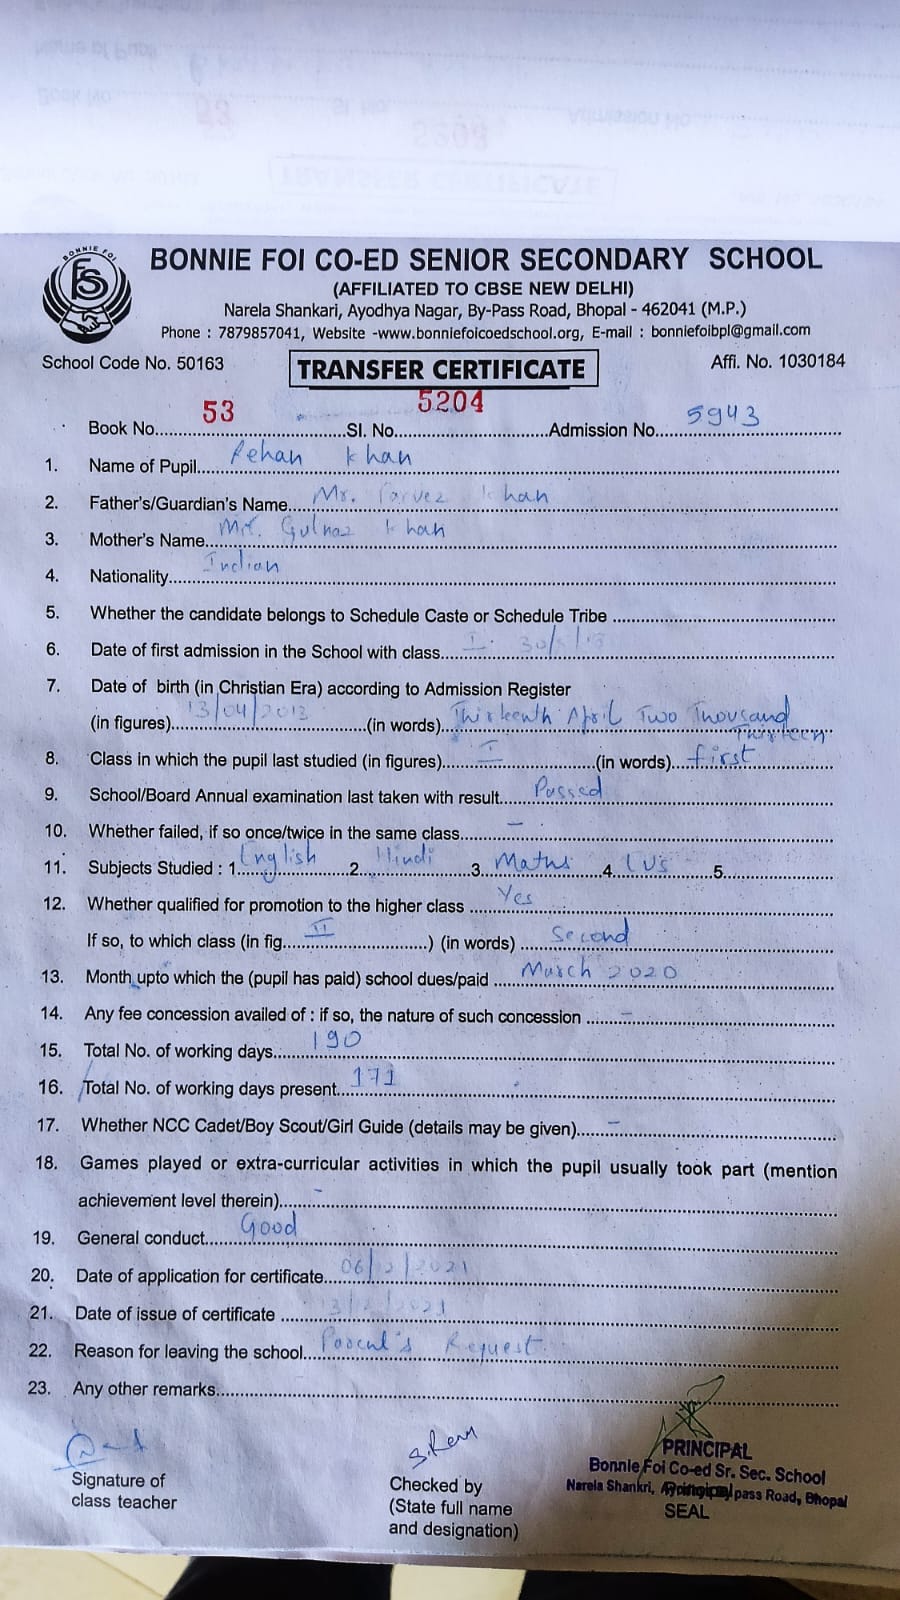 BONNIE FOI
BONNIE FOI CO-ED SENIOR SECONDARY SCHOOL
(AFFILIATED TO CBSE NEW DELHI)
Narela Shankari, Ayodhya Nagar, By-Pass Road, Bhopal - 462041 (M.P.)
Phone : 7879857041, Website -www.bonniefoicoedschool.org, E-mail : bonniefoibpl@gmail.com
School Code No. 50163 TRANSFER CERTIFICATE Affi. No. 1030184
Book No. 53 Sl. No. 5204 Admission No. 5943
1. Name of Pupil Rehan Khan
2. Father's/Guardian's Name Mr. Parvez Khan
3. Mother's Name Gulnaz Khan
4. Nationality Indian
5. Whether the candidate belongs to Schedule Caste or Schedule Tribe
6. Date of first admission in the School with class I
7. Date of birth (in Christian Era) according to Admission Register
(in figures) 13/04/2013 (in words) Thirteenth April Two Thousand
Thirteen
8. Class in which the pupil last studied (in figures) I (in words) first
9. School/Board Annual examination last taken with result Passed
10. Whether failed, if so once/twice in the same class –
11. Subjects Studied : 1 English 2 Hindi 3 Maths 4 5
12. Whether qualified for promotion to the higher class Yes
If so, to which class (in fig. II ) (in words) Second
13. Month upto which the (pupil has paid) school dues/paid March 2020
14. Any fee concession availed of : if so, the nature of such concession –
15. Total No. of working days 190
16. Total No. of working days present 171
17. Whether NCC Cadet/Boy Scout/Girl Guide (details may be given) –
18. Games played or extra-curricular activities in which the pupil usually took part (mention
achievement level therein) –
19. General conduct Good
20. Date of application for certificate
21. Date of issue of certificate
22. Reason for leaving the school Request
23. Any other remarks
Signature of
class teacher
Checked by
(State full name
and designation)
PRINCIPAL
Bonnie Foi Co-ed Sr. Sec. School
Narela Shankri, pass Road, Bhopal
SEAL